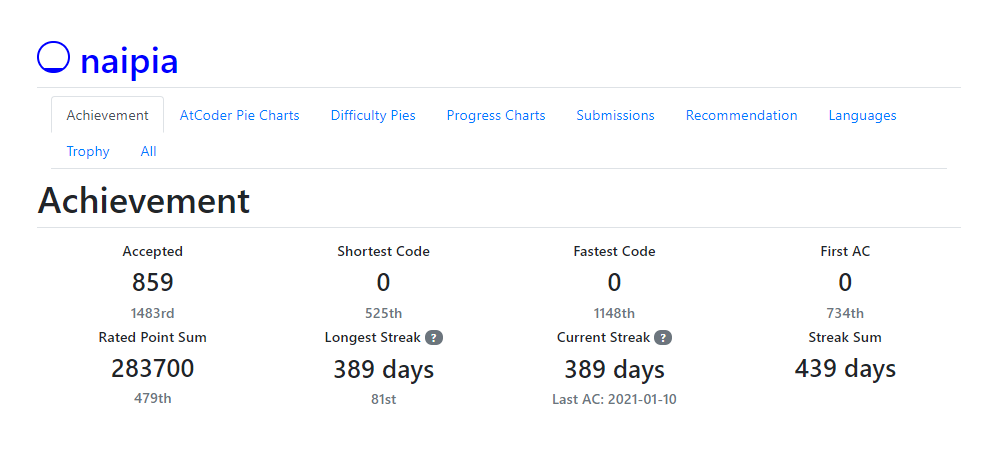 naipia
Achievement AtCoder Pie Charts Difficulty Pies Progress Charts Submissions Recommendation Languages
Trophy All
Achievement
Accepted Shortest Code Fastest Code First AC
859 0 0 0
1483rd 525th 1148th 734th
Rated Point Sum Longest Streak ? Current Streak ? Streak Sum
283700 389 days 389 days 439 days
479th 81st Last AC: 2021-01-10